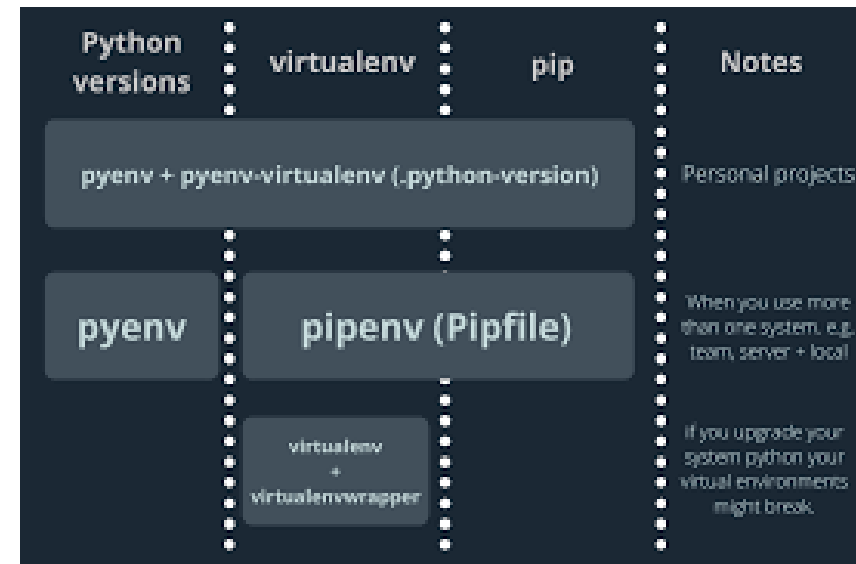 Python
versions
virtualenv
pip
Notes
pyenv + pyenv-virtualenv (.python-version)
Personal projects
pyenv
pipenv (Pipfile)
When you use more
than one system, e.g.
team, server + local
virtualenv
+
virtualenvwrapper
if you upgrade your
system python your
virtual environments
might break.